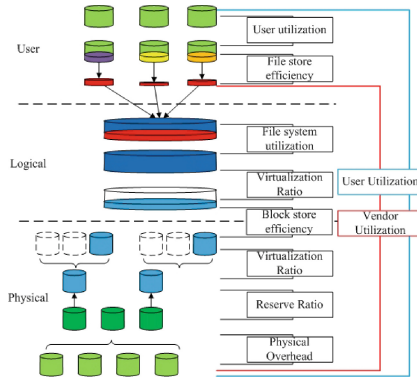 User
User utilization
File store
efficiency
Logical
File system
utilization
Virtualization
Ratio
User Utilization
Block store
efficiency
Vendor
Utilization
Virtualization
Ratio
Physical
Reserve Ratio
Physical
Overhead